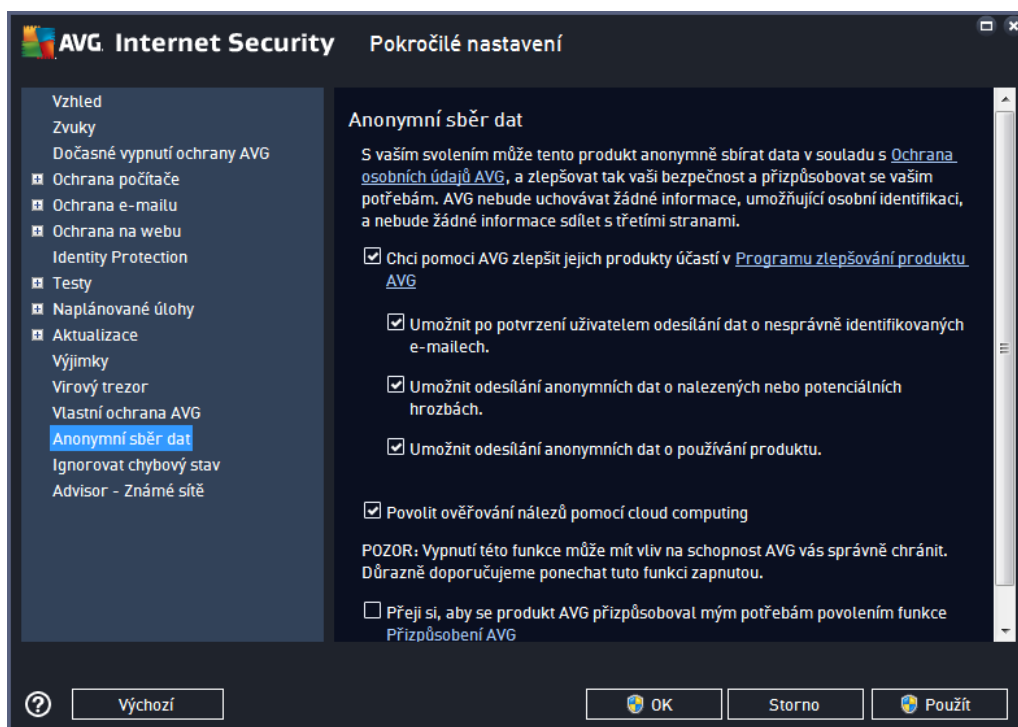 AVG. Internet Security Pokročilé nastavení
Vzhled
Zvuky
Dočasné vypnutí ochrany AVG
Ochrana počítače
Ochrana e-mailu
Ochrana na webu
Identity Protection
Testy
Naplánované úlohy
Aktualizace
Výjimky
Virový trezor
Vlastní ochrana AVG
Anonymní sběr dat
Ignorovat chybový stav
Advisor - Známé sítě
Anonymní sběr dat
S vaším svolením může tento produkt anonymně sbírat data v souladu s Ochrana
osobních údajů AVG, a zlepšovat tak vaši bezpečnost a přizpůsobovat se vašim
potřebám. AVG nebude uchovávat žádné informace, umožňující osobní identifikaci,
a nebude žádné informace sdílet s třetími stranami.
Chci pomoci AVG zlepšit jejich produkty účastí v Programu zlepšování produktu
AVG
Umožnit po potvrzení uživatelem odesílání dat o nesprávně identifikovaných
e-mailech.
Umožnit odesílání anonymních dat o nalezených nebo potenciálních
hrozbách.
Umožnit odesílání anonymních dat o používání produktu.
Povolit ověřování nálezů pomocí cloud computing
POZOR: Vypnutí této funkce může mít vliv na schopnost AVG vás správně chránit.
Důrazně doporučujeme ponechat tuto funkci zapnutou.
Přeji si, aby se produkt AVG přizpůsoboval mým potřebám povolením funkce
Přizpůsobení AVG
Výchozí
OK
Storno
Použít